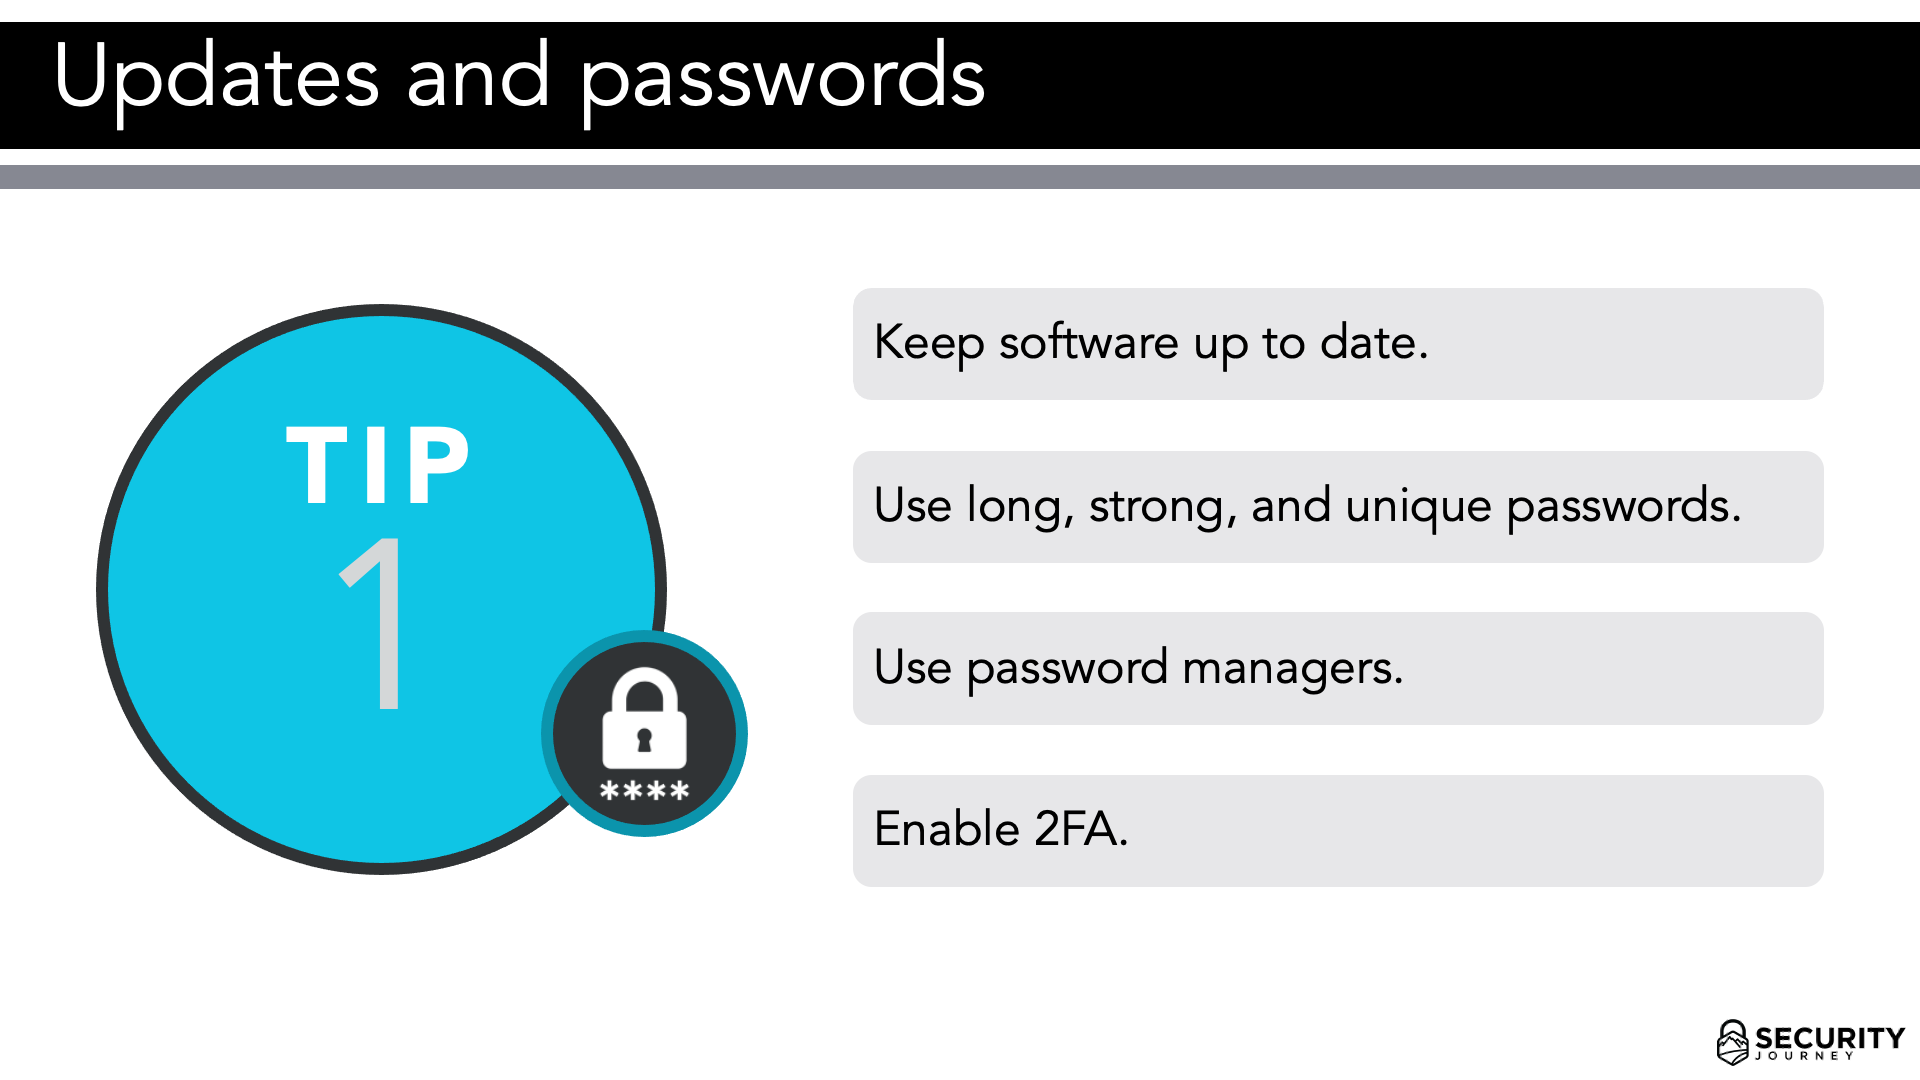 Updates and passwords
TIP
1
****
Keep software up to date.
Use long, strong, and unique passwords.
Use password managers.
Enable 2FA.
SECURITY
JOURNEY